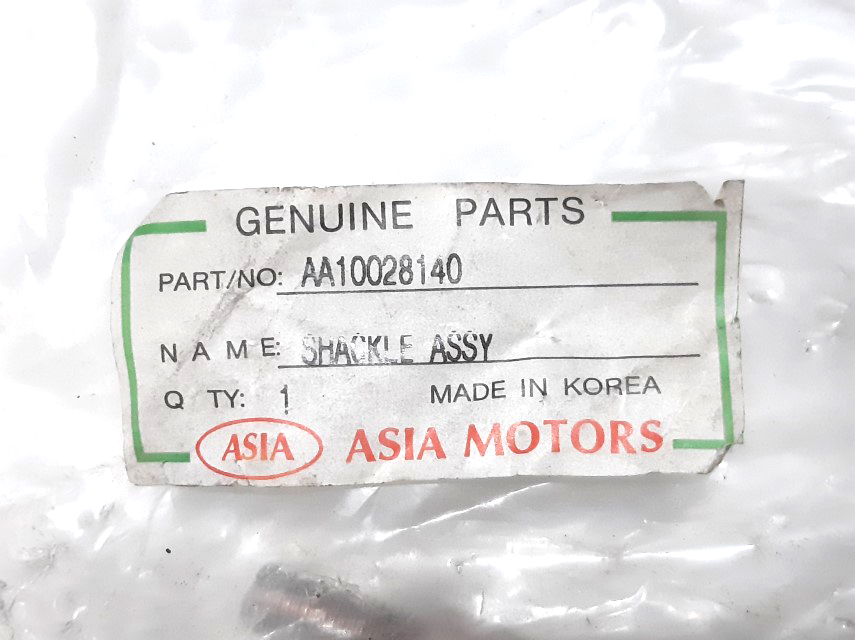 GENUINE PARTS
PART/NO: AA10028140
NAME: SHACKLE ASSY
QTY: 1 MADE IN KOREA
ASIA ASIA MOTORS